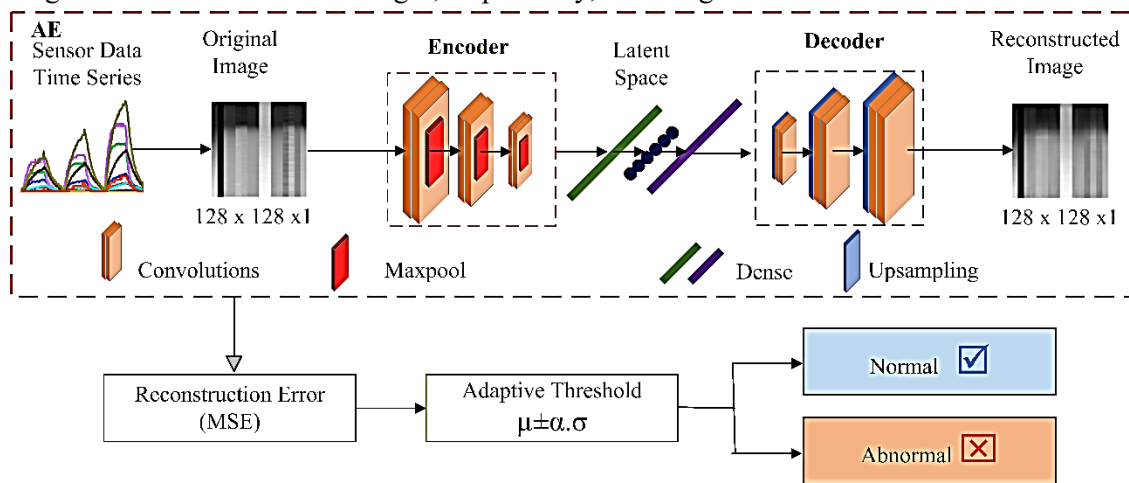 AE
Sensor Data
Time Series
Original
Image
Encoder
Latent
Space
Decoder
Reconstructed
Image
128 x 128 x1
128 x 128 x1
Convolutions
Maxpool
Dense
Upsampling
Reconstruction Error
(MSE)
Adaptive Threshold
μ±α.σ
Normal
Abnormal